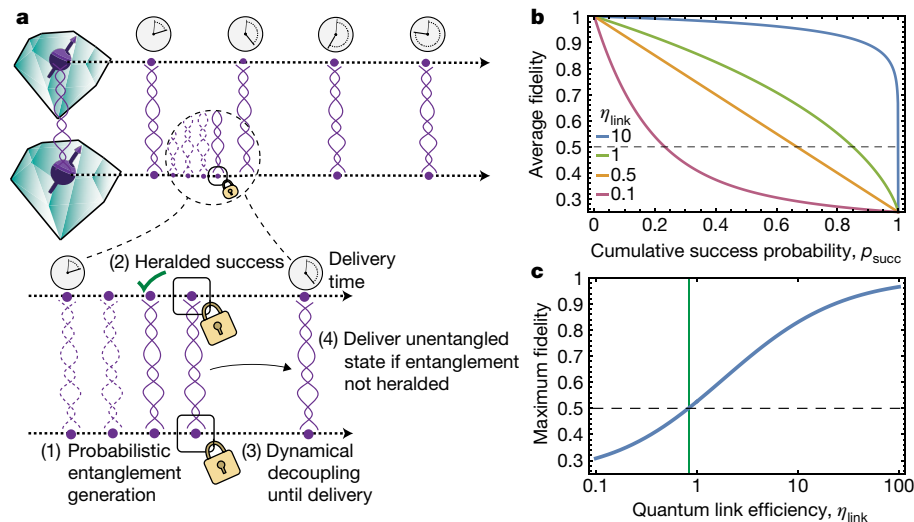 a
(2) Heralded success
Delivery
time
(4) Deliver unentangled
state if entanglement
not heralded
(1) Probabilistic
entanglement
generation
(3) Dynamical
decoupling
until delivery
b
Average fidelity
1
0.9
0.8
0.7
0.6
0.5
0.4
0.3
ηlink
10
1
0.5
0.1
0 0.2 0.4 0.6 0.8 1
Cumulative success probability, psucc
c
Maximum fidelity
1
0.9
0.8
0.7
0.6
0.5
0.4
0.3
0.1 1 10 100
Quantum link efficiency, ηlink